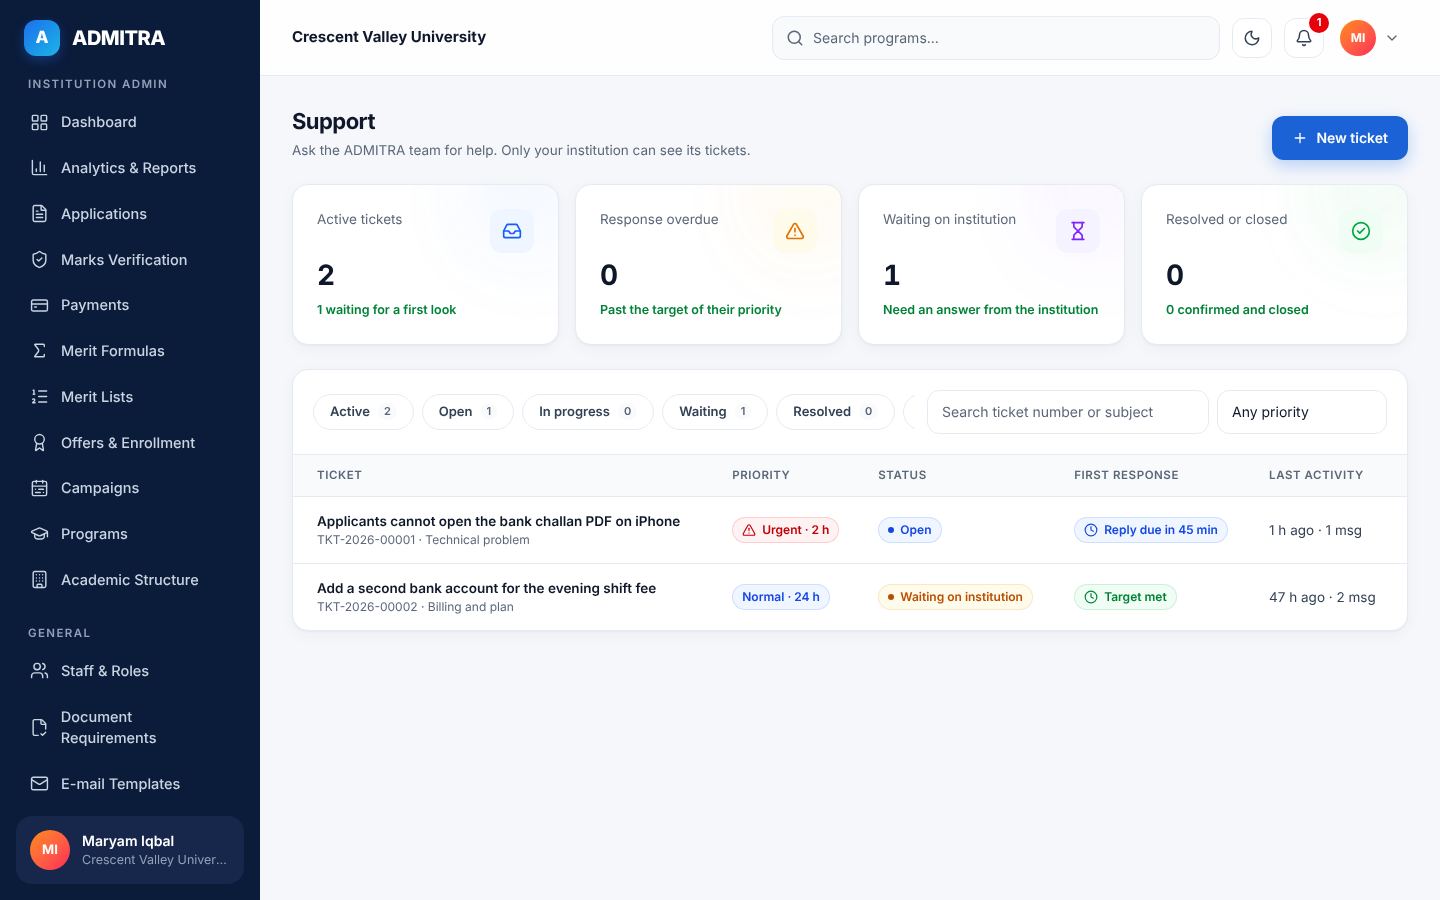 A ADMITRA
INSTITUTION ADMIN
Dashboard
Analytics & Reports
Applications
Marks Verification
Payments
Merit Formulas
Merit Lists
Offers & Enrollment
Campaigns
Programs
Academic Structure
GENERAL
Staff & Roles
Document
Requirements
E-mail Templates
MI
Maryam Iqbal
Crescent Valley Univer...
Crescent Valley University
Search programs...
1
MI
Support
Ask the ADMITRA team for help. Only your institution can see its tickets.
New ticket
Active tickets
2
1 waiting for a first look
Response overdue
0
Past the target of their priority
Waiting on institution
1
Need an answer from the institution
Resolved or closed
0
0 confirmed and closed
Active 2 Open 1 In progress 0 Waiting 1 Resolved 0
Search ticket number or subject
Any priority
TICKET PRIORITY STATUS FIRST RESPONSE LAST ACTIVITY
Applicants cannot open the bank challan PDF on iPhone
TKT-2026-00001 · Technical problem
Urgent · 2 h
Open
Reply due in 45 min
1 h ago · 1 msg
Add a second bank account for the evening shift fee
TKT-2026-00002 · Billing and plan
Normal · 24 h
Waiting on institution
Target met
47 h ago · 2 msg